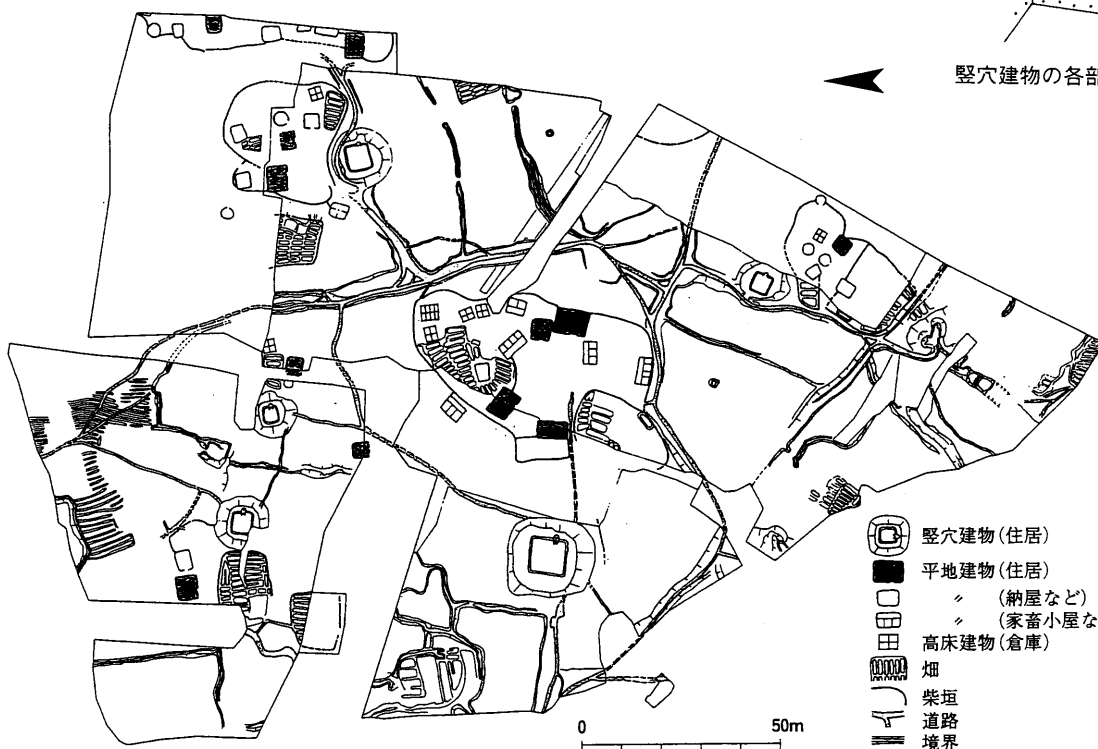 竪穴建物の各部
竪穴建物(住居)
平地建物(住居)
〃 (納屋など)
〃 (家畜小屋な
高床建物(倉庫)
畑
柴垣
道路
境界
0 50m